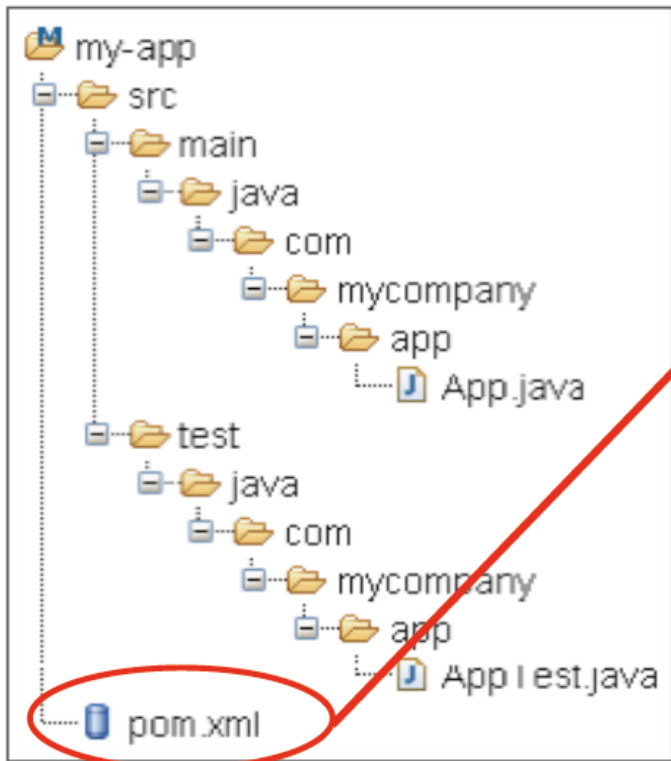 my-app
src
main
java
com
mycompany
app
App.java
test
java
com
mycompany
app
AppTest.java
pom.xml